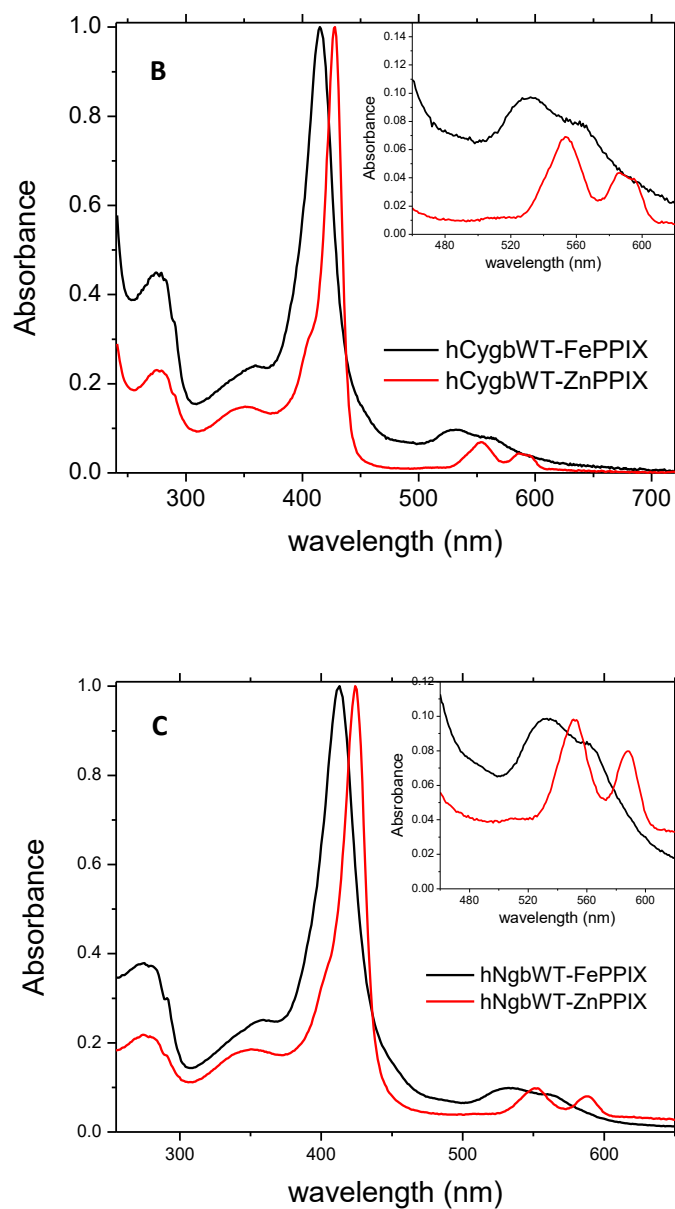 B
1.0
0.8
0.6
0.4
0.2
0.0
Absorbance
300 400 500 600 700
wavelength (nm)
0.14
0.12
0.10
0.08
0.06
0.04
0.02
0.00
Absorbance
480 520 560 600
wavelength (nm)
hCygbWT-FePPIX
hCygbWT-ZnPPIX
C
1.0
0.8
0.6
0.4
0.2
0.0
Absorbance
300 400 500 600
wavelength (nm)
0.12
0.10
0.08
0.06
0.04
0.02
0.00
Absrobance
480 520 560 600
wavelength (nm)
hNgbWT-FePPIX
hNgbWT-ZnPPIX